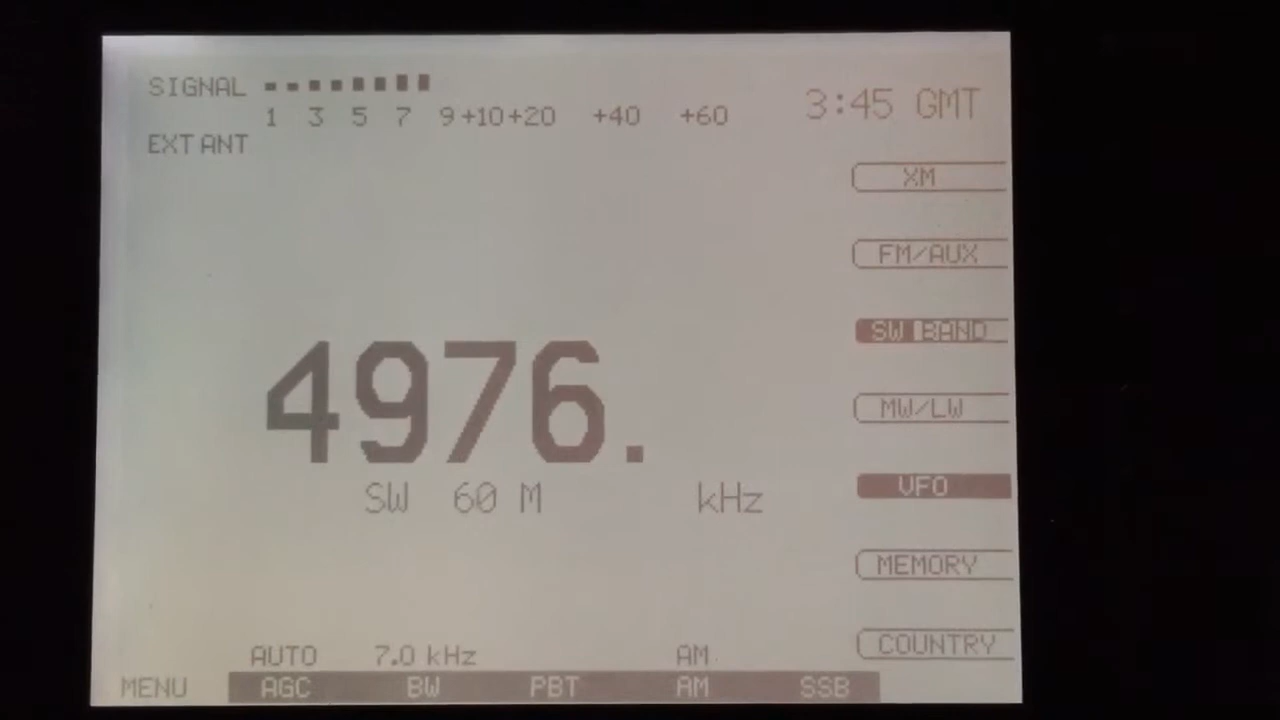 SIGNAL
1 3 5 7 9 +10 +20 +40 +60
3:45 GMT
EXT ANT
XM
FM/AUX
SW BAND
MW/LW
4976.
SW 60 M kHz
VFO
MEMORY
COUNTRY
AUTO 7.0 kHz AM
MENU AGC BW PBT AM SSB